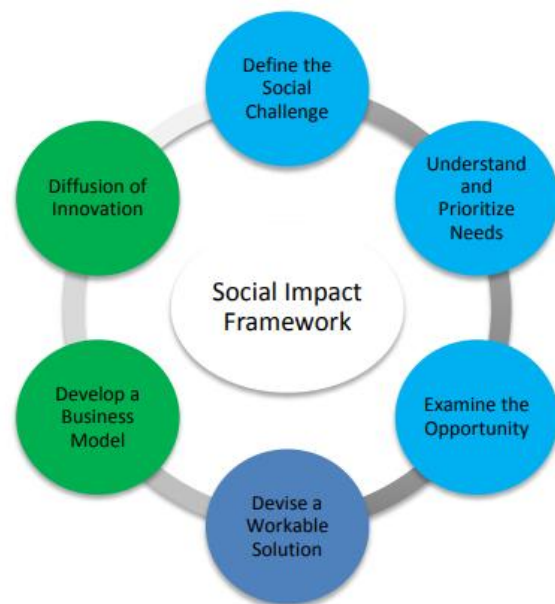 Define the
Social
Challenge
Understand
and
Prioritize
Needs
Examine the
Opportunity
Devise a
Workable
Solution
Develop a
Business
Model
Diffusion of
Innovation
Social Impact
Framework